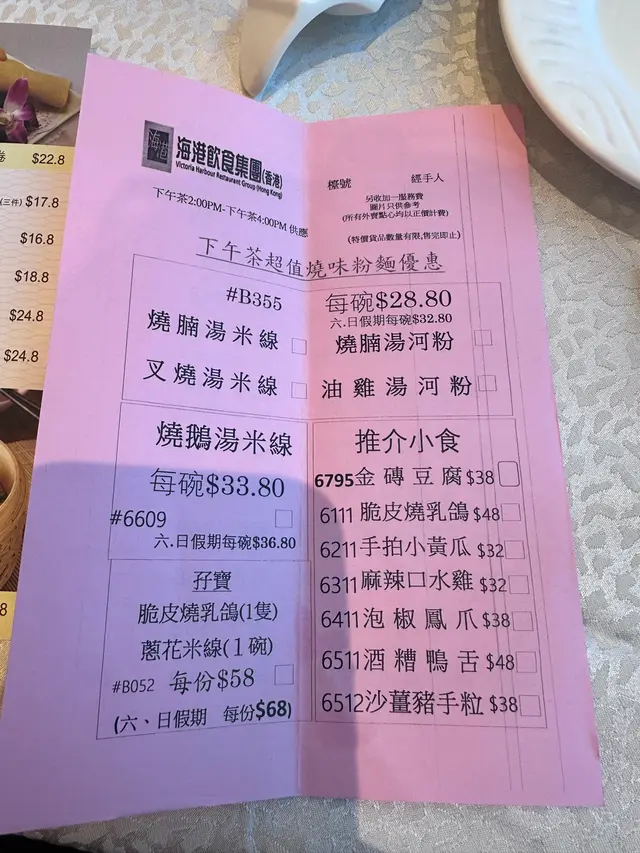 卷 $22.8
(三件) $17.8
$16.8
$18.8
$24.8
$24.8
8
海港
海港飲食集團(香港)
Victoria Harbour Restaurant Group (Hong Kong)
下午茶2:00PM-下午茶4:00PM 供應
檯號 經手人
另收加一服務費
圖片只供參考
(所有外賣點心均以正價計費)
(特價貨品數量有限,售完即止)
下午茶超值燒味粉麵優惠
#B355
每碗$28.80
六.日假期每碗$32.80
燒腩湯米線
燒腩湯河粉
叉燒湯米線
油雞湯河粉
燒鵝湯米線
每碗$33.80
#6609
六.日假期每碗$36.80
孖寶
脆皮燒乳鴿(1隻)
蔥花米線(1碗)
#B052 每份$58
(六、日假期 每份$68)
推介小食
6795金磚豆腐$38
6111 脆皮燒乳鴿$48
6211手拍小黃瓜$32
6311麻辣口水雞$32
6411泡椒鳳爪$38
6511酒糟鴨舌$48
6512沙薑豬手粒$38